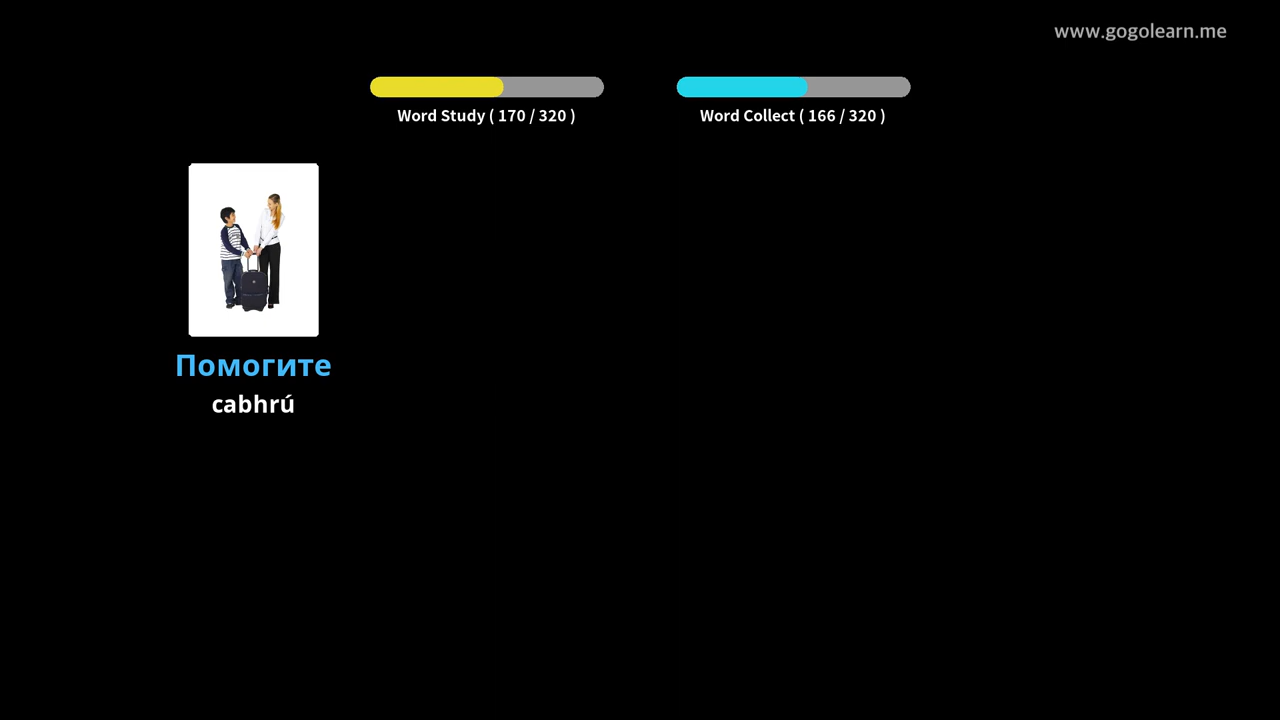 www.gogolearn.me
Word Study ( 170 / 320 )
Word Collect ( 166 / 320 )
Помогите
cabhrú